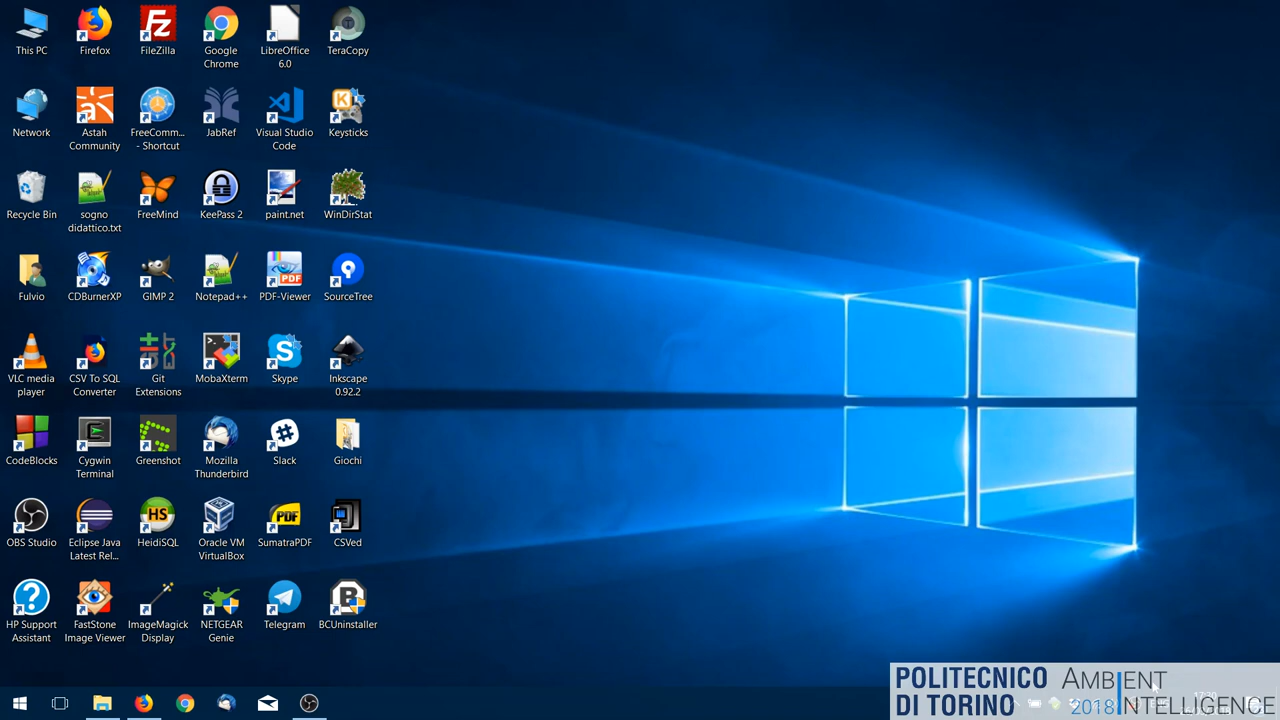 This PC
Firefox
FileZilla
Google
Chrome
LibreOffice
6.0
TeraCopy
Network
Astah
Community
FreeComm...
- Shortcut
JabRef
Visual Studio
Code
Keysticks
Recycle Bin
sogno
didattico.txt
FreeMind
KeePass 2
paint.net
WinDirStat
Fulvio
CDBurnerXP
GIMP 2
Notepad++
PDF-Viewer
SourceTree
VLC media
player
CSV To SQL
Converter
Git
Extensions
MobaXterm
Skype
Inkscape
0.92.2
CodeBlocks
Cygwin
Terminal
Greenshot
Mozilla
Thunderbird
Slack
Giochi
OBS Studio
Eclipse Java
Latest Rel...
HeidiSQL
Oracle VM
VirtualBox
SumatraPDF
CSVed
HP Support
Assistant
FastStone
Image Viewer
ImageMagick
Display
NETGEAR
Genie
Telegram
BCUninstaller
POLITECNICO
DI TORINO
AMBIENT
2018 INTELLIGENCE